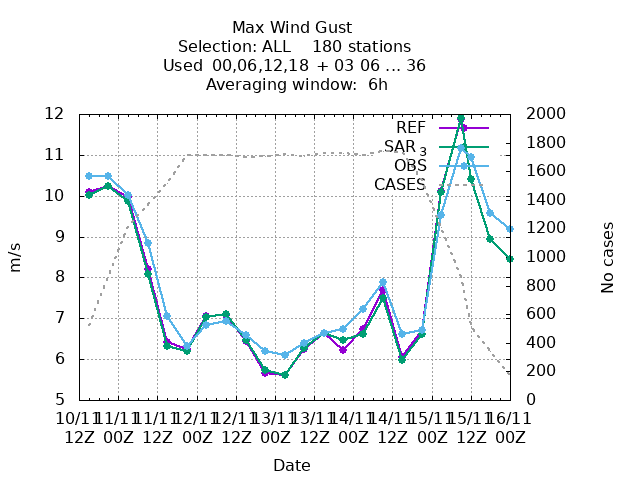 Max Wind Gust
Selection: ALL 180 stations
Used 00,06,12,18 + 03 06 ... 36
Averaging window: 6h
12
11
10
9
8
7
6
5
m/s
2000
1800
1600
1400
1200
1000
800
600
400
200
0
No cases
REF
SAR 3
OBS
CASES
10/11 11/11 11/11 12/11 12/11 13/11 13/11 14/11 14/11 15/11 15/11 16/11
12Z 00Z 12Z 00Z 12Z 00Z 12Z 00Z 12Z 00Z 12Z 00Z
Date